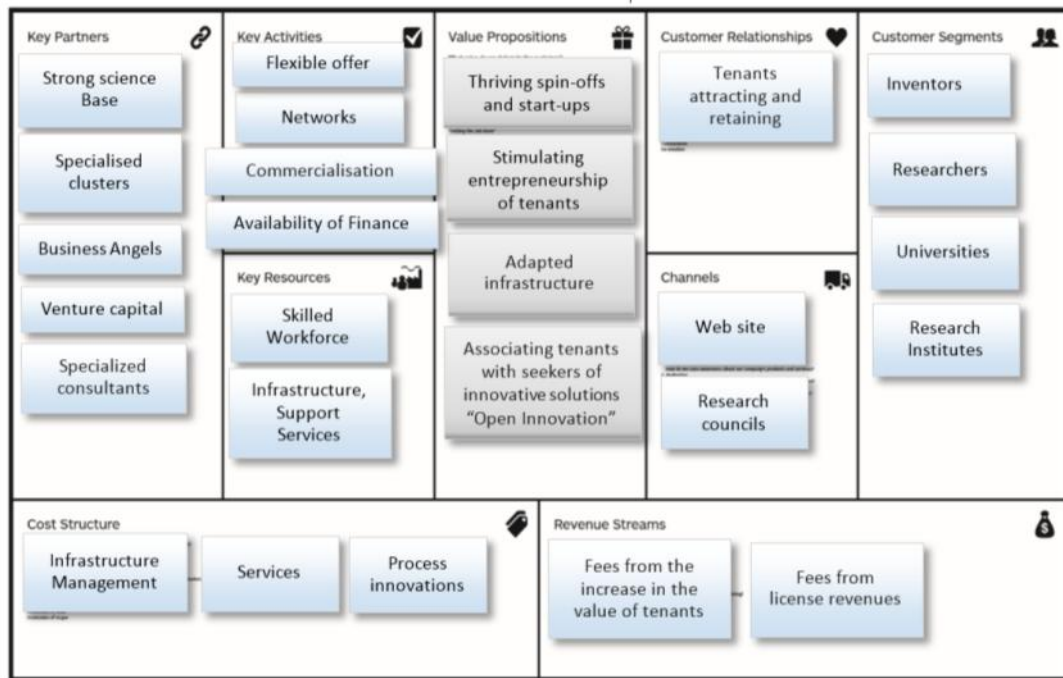 Key Partners
Strong science
Base
Specialised
clusters
Business Angels
Venture capital
Specialized
consultants
Key Activities
Flexible offer
Networks
Commercialisation
Availability of Finance
Key Resources
Skilled
Workforce
Infrastructure,
Support
Services
Value Propositions
Thriving spin-offs
and start-ups
Stimulating
entrepreneurship
of tenants
Adapted
infrastructure
Associating tenants
with seekers of
innovative solutions
“Open Innovation”
Customer Relationships
Tenants
attracting and
retaining
Channels
Web site
Research
councils
Customer Segments
Inventors
Researchers
Universities
Research
Institutes
Cost Structure
Infrastructure
Management
Services
Process
innovations
Revenue Streams
Fees from the
increase in the
value of tenants
Fees from
license revenues